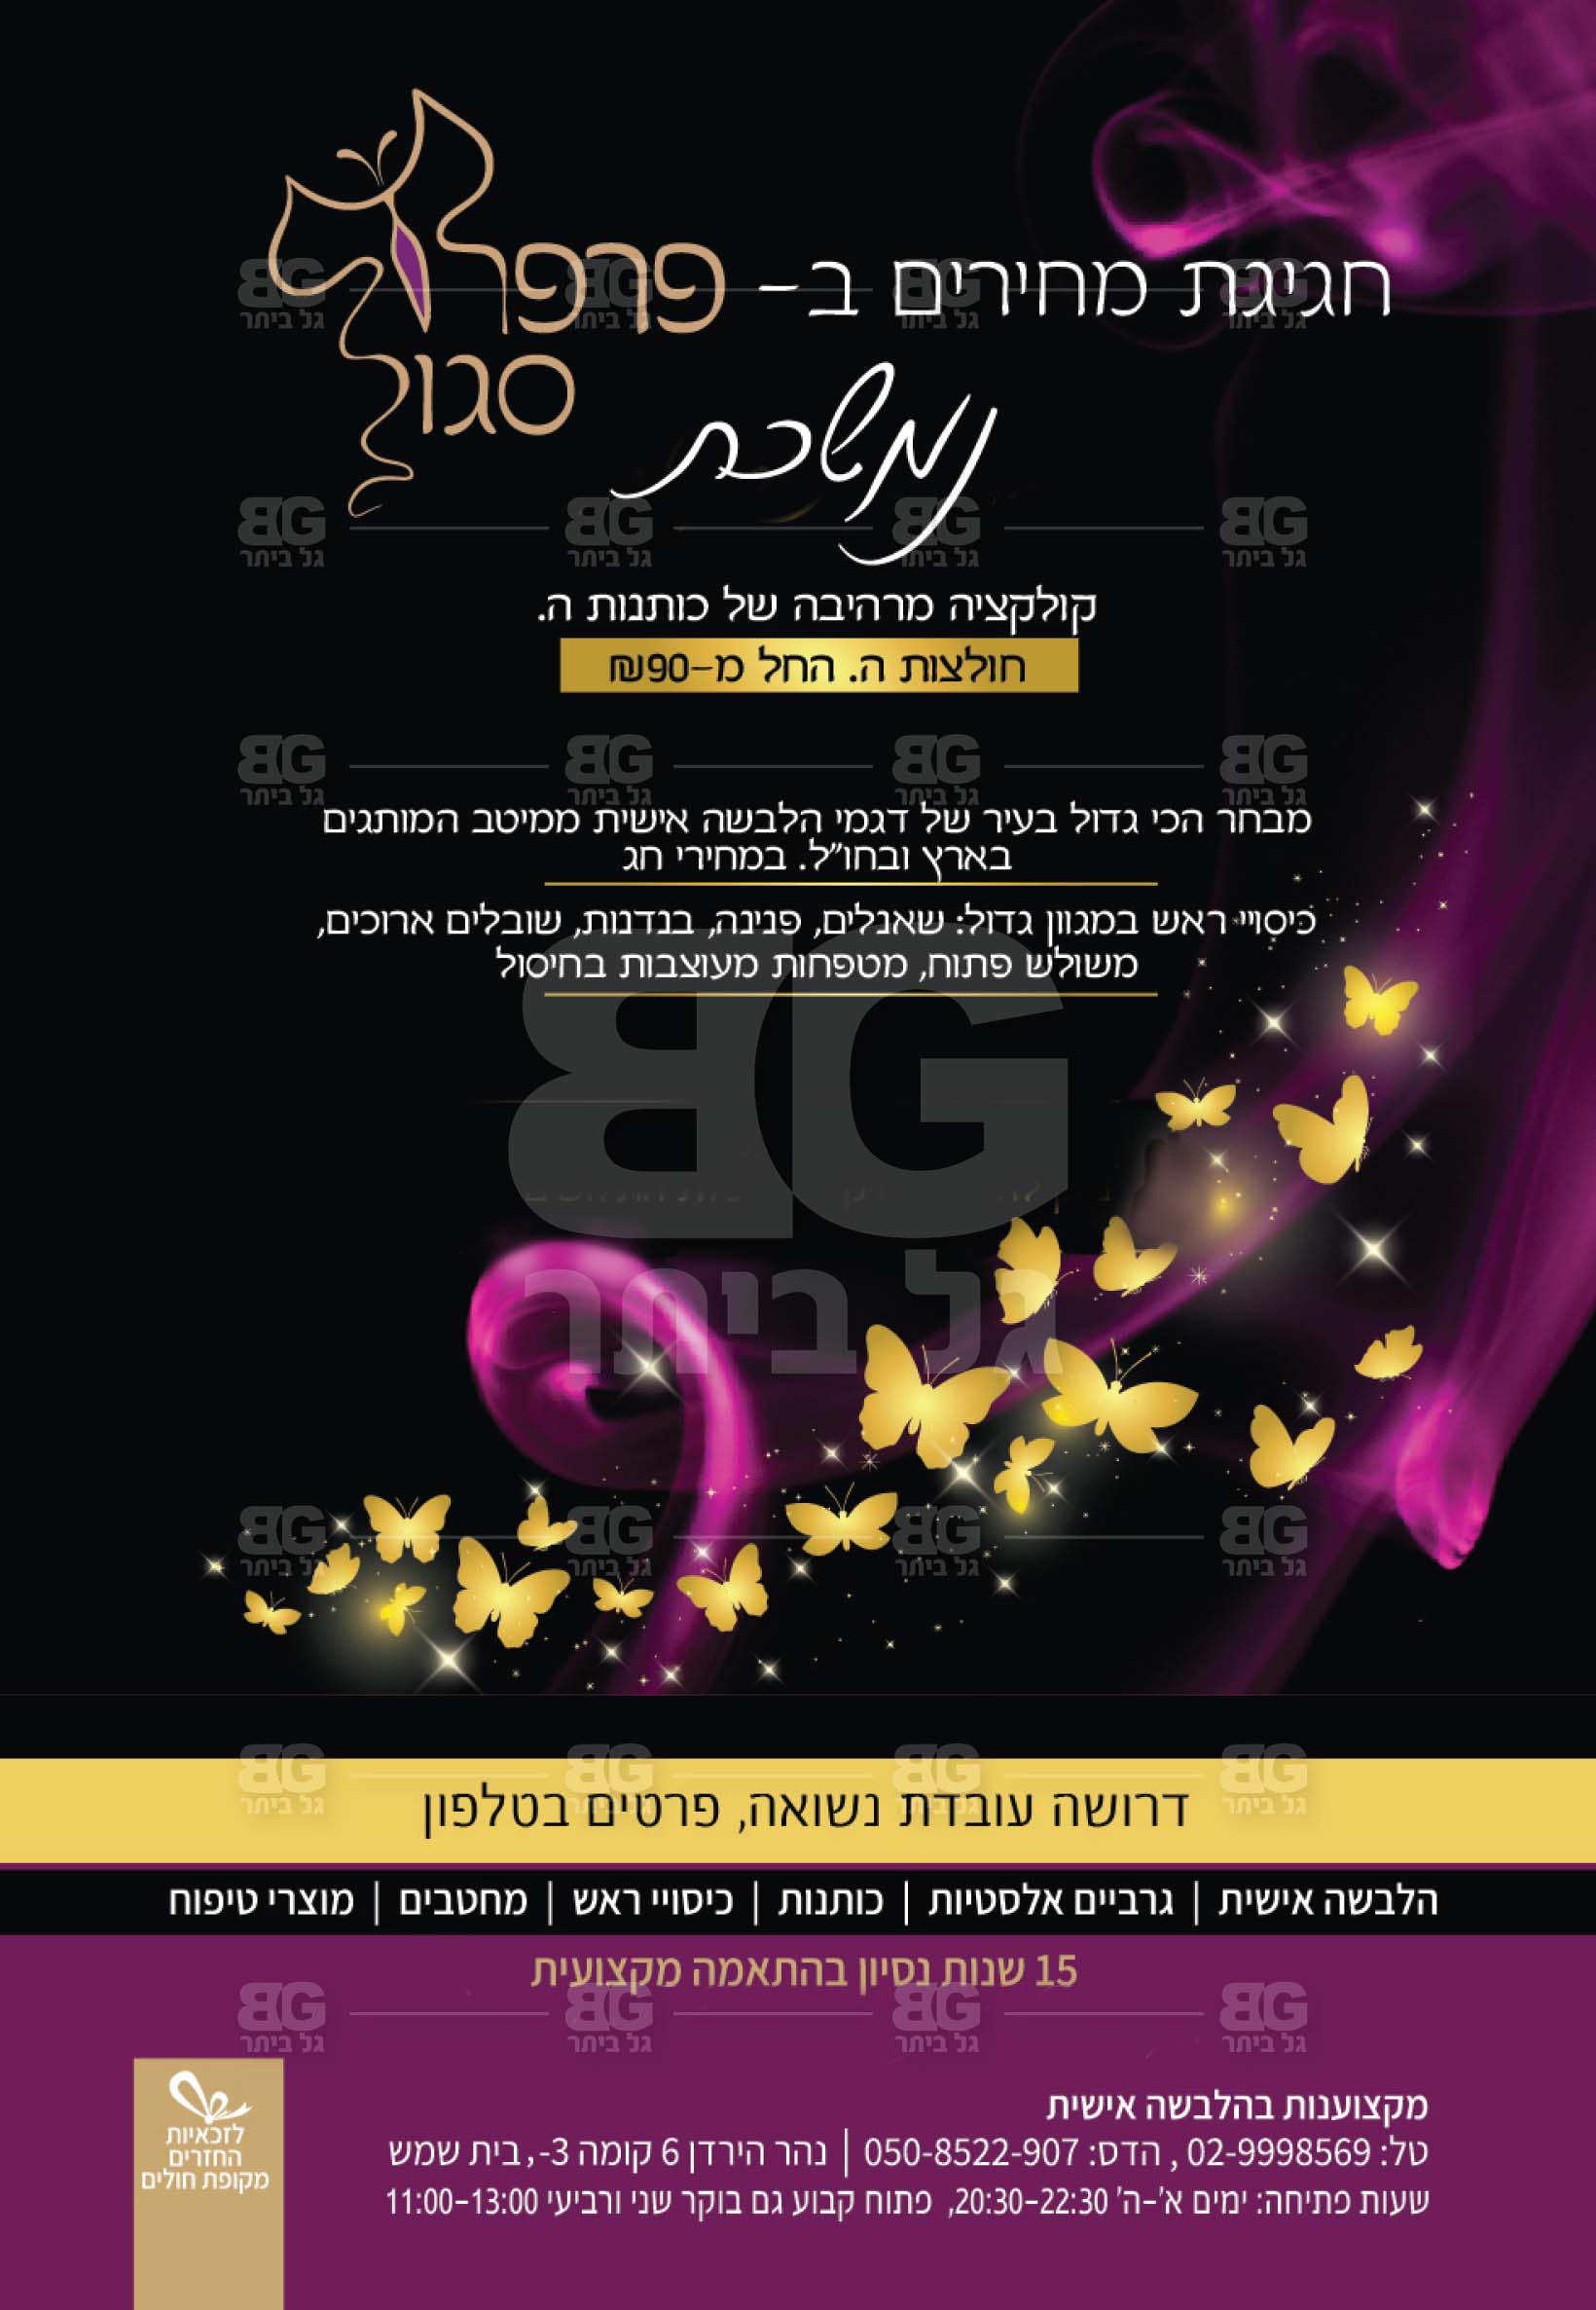 חגיגת מחירים ב- פרפר
סגול
נמשכת
קולקציה מרהיבה של כותנות ה.
חולצות ה. החל מ-90₪
מבחר הכי גדול בעיר של דגמי הלבשה אישית ממיטב המותגים
בארץ ובחו"ל. במחירי חג
כיסויי ראש במגוון גדול: שאנלים, פנינה, בנדנות, שובלים ארוכים,
משולש פתוח, מטפחות מעוצבות בחיסול
BG
גל ביתר
דרושה עובדת נשואה, פרטים בטלפון
הלבשה אישית | גרביים אלסטיות | כותנות | כיסויי ראש | מחטבים | מוצרי טיפוח
15 שנות נסיון בהתאמה מקצועית
מקצוענות בהלבשה אישית
טל: 02-9998569 , הדס: 050-8522-907 | נהר הירדן 6 קומה 3-, בית שמש
שעות פתיחה: ימים א'-ה' 20:30-22:30, פתוח קבוע גם בוקר שני ורביעי 11:00-13:00
לזכאיות
החזרים
מקופת חולים